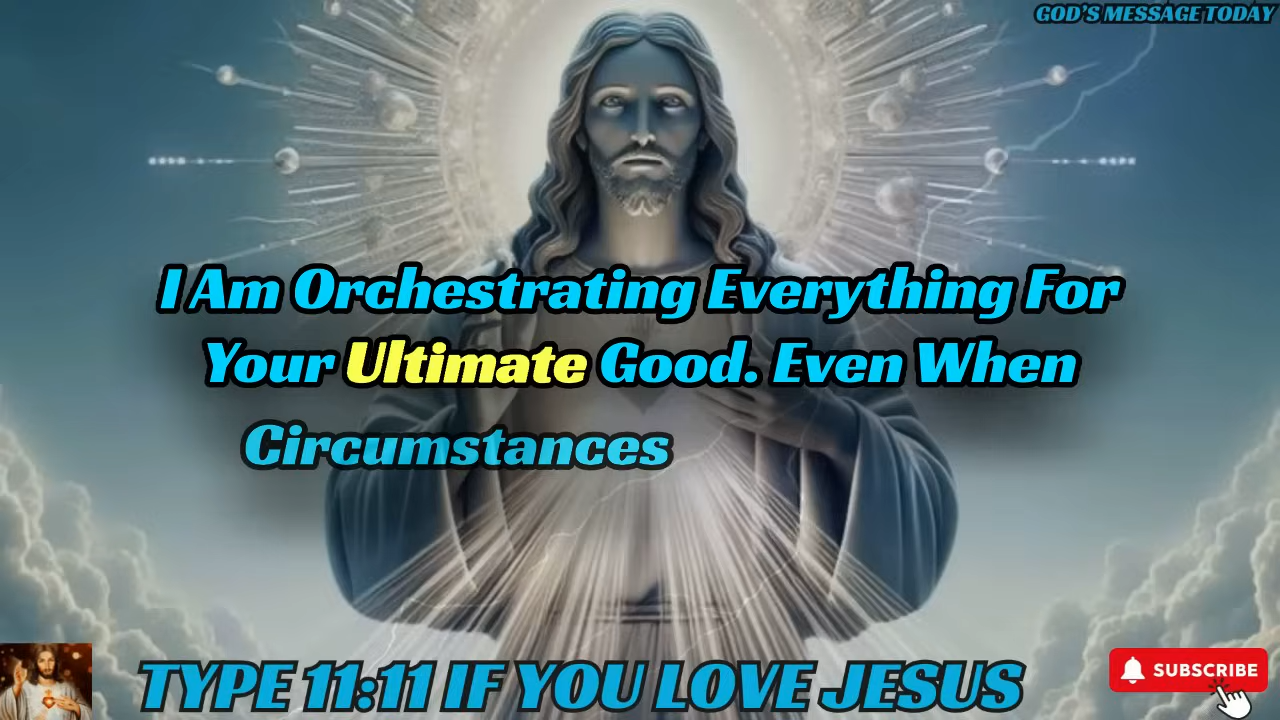 GOD'S MESSAGE TODAY
I Am Orchestrating Everything For
Your Ultimate Good. Even When
Circumstances
TYPE 11:11 IF YOU LOVE JESUS
SUBSCRIBE